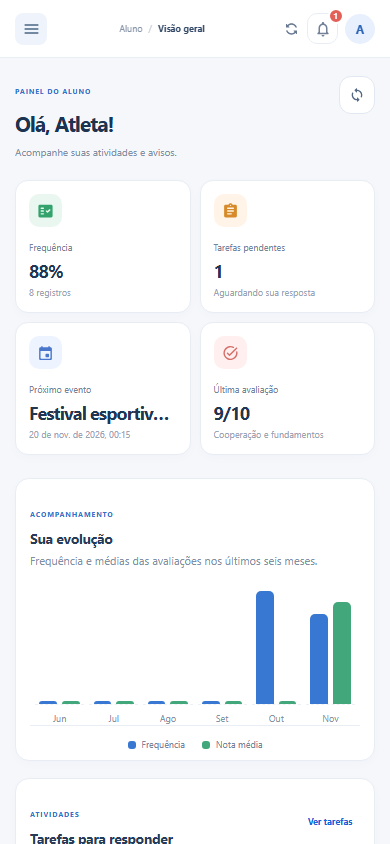 Aluno / Visão geral
1
A
PAINEL DO ALUNO
Olá, Atleta!
Acompanhe suas atividades e avisos.
Frequência
88%
8 registros
Tarefas pendentes
1
Aguardando sua resposta
Próximo evento
Festival esportiv...
20 de nov. de 2026, 00:15
Última avaliação
9/10
Cooperação e fundamentos
ACOMPANHAMENTO
Sua evolução
Frequência e médias das avaliações nos últimos seis meses.
Jun Jul Ago Set Out Nov
Frequência Nota média
ATIVIDADES
Ver tarefas
Tarefas para responder